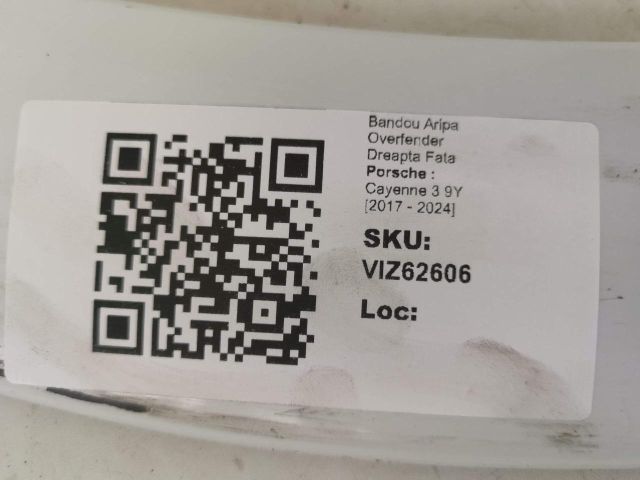 Bandou Aripa
Overfender
Dreapta Fata
Porsche :
Cayenne 3 9Y
[2017 - 2024]
SKU:
VIZ62606
Loc: